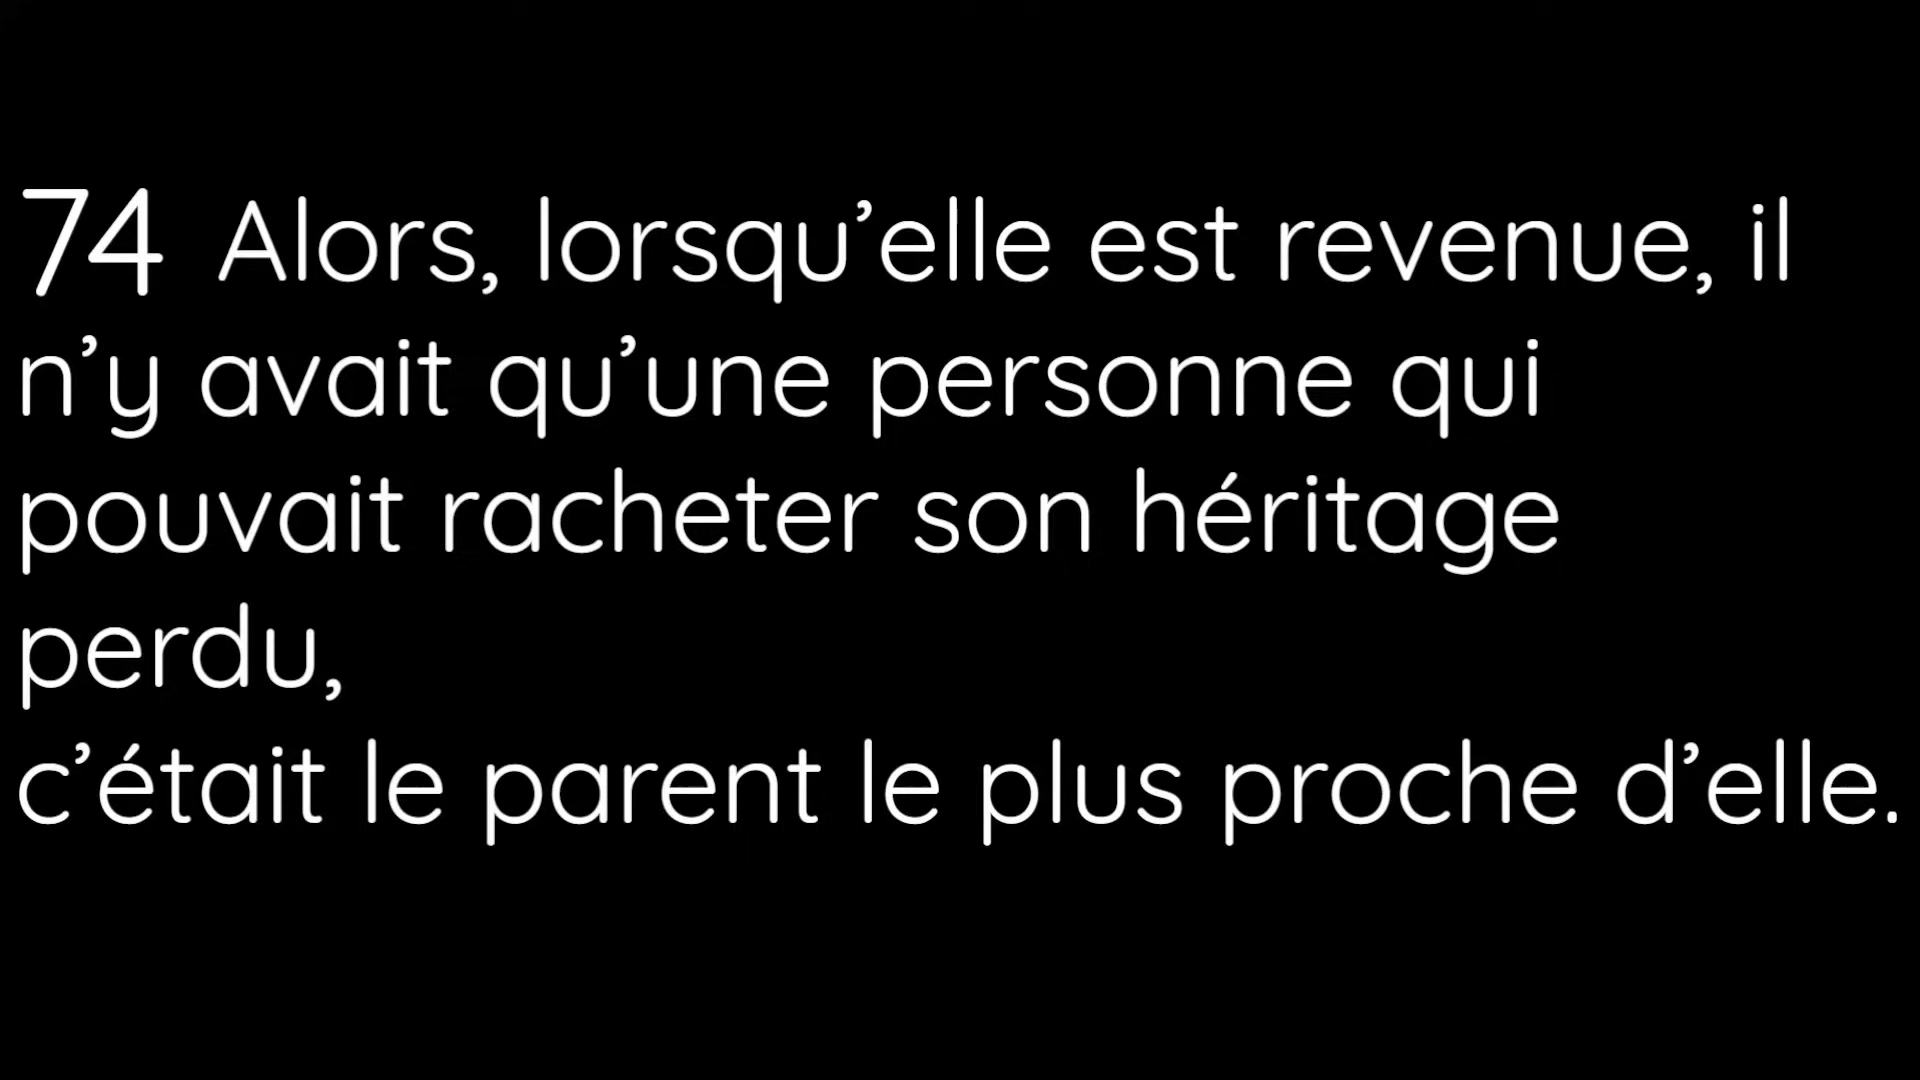 74 Alors, lorsqu’elle est revenue, il
n’y avait qu’une personne qui
pouvait racheter son héritage
perdu,
c’était le parent le plus proche d’elle.